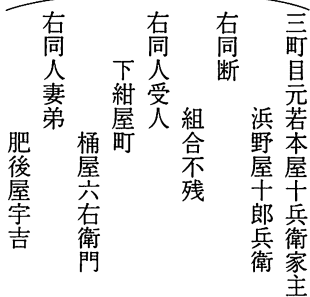 三町目元若本屋十兵衛家主
浜野屋十郎兵衛
右同断
組合不残
右同人受人
下紺屋町
桶屋六右衛門
右同人妻弟
肥後屋宇吉